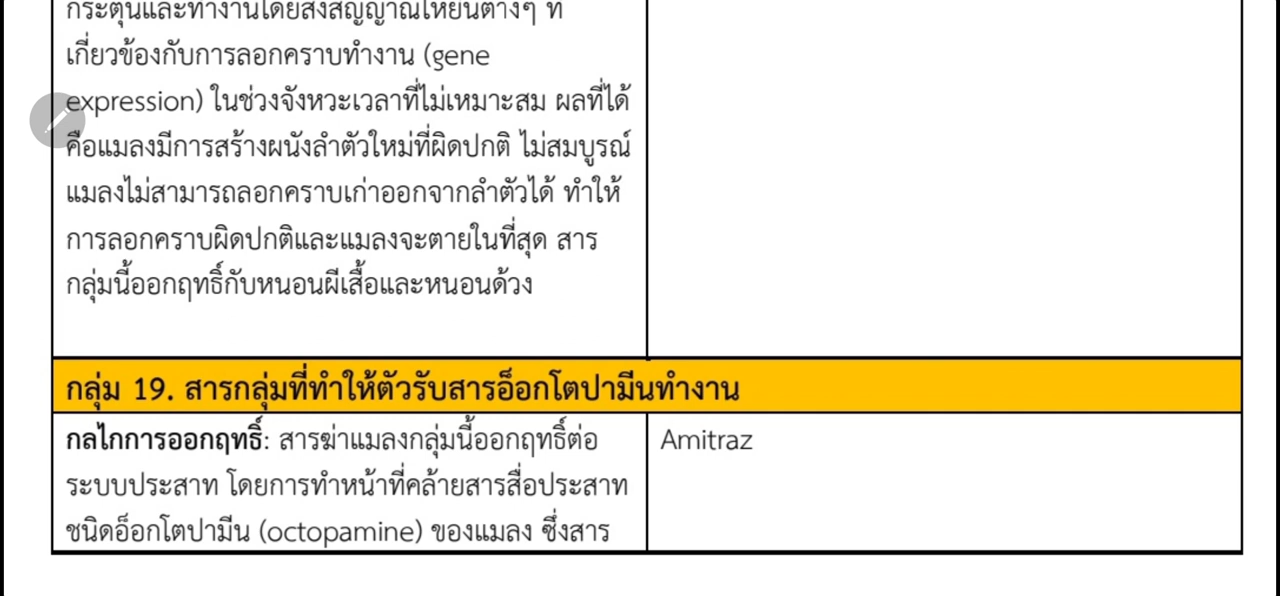 กระตุ้นและทำงานโดยส่งสัญญาณให้ยีนต่างๆ ที่
เกี่ยวข้องกับการลอกคราบทำงาน (gene
expression) ในช่วงจังหวะเวลาที่ไม่เหมาะสม ผลที่ได้
คือแมลงมีการสร้างผนังลำตัวใหม่ที่ผิดปกติ ไม่สมบูรณ์
แมลงไม่สามารถลอกคราบเก่าออกจากลำตัวได้ ทำให้
การลอกคราบผิดปกติและแมลงจะตายในที่สุด สาร
กลุ่มนี้ออกฤทธิ์กับหนอนผีเสื้อและหนอนด้วง
กลุ่ม 19. สารกลุ่มที่ทำให้ตัวรับสารอ็อกโตปามีนทำงาน
กลไกการออกฤทธิ์: สารฆ่าแมลงกลุ่มนี้ออกฤทธิ์ต่อ
ระบบประสาท โดยการทำหน้าที่คล้ายสารสื่อประสาท
ชนิดอ็อกโตปามีน (octopamine) ของแมลง ซึ่งสาร
Amitraz